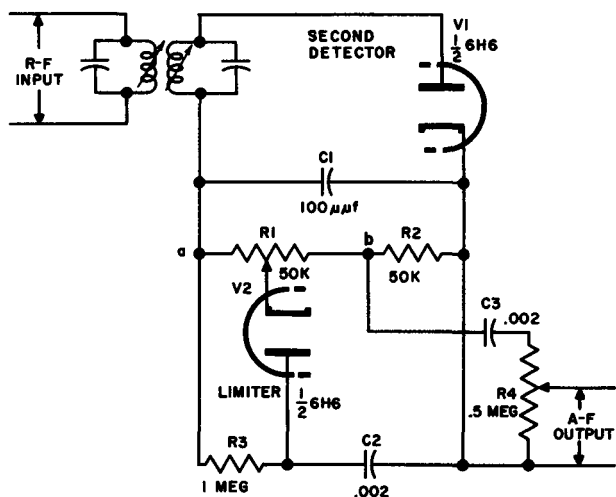 R-F
INPUT
SECOND
DETECTOR
V1
1/2 6H6
C1
100 μμf
a
R1
50K
b
R2
50K
V2
LIMITER
1/2 6H6
C3
.002
R4
.5 MEG
A-F
OUTPUT
R3
1 MEG
C2
.002